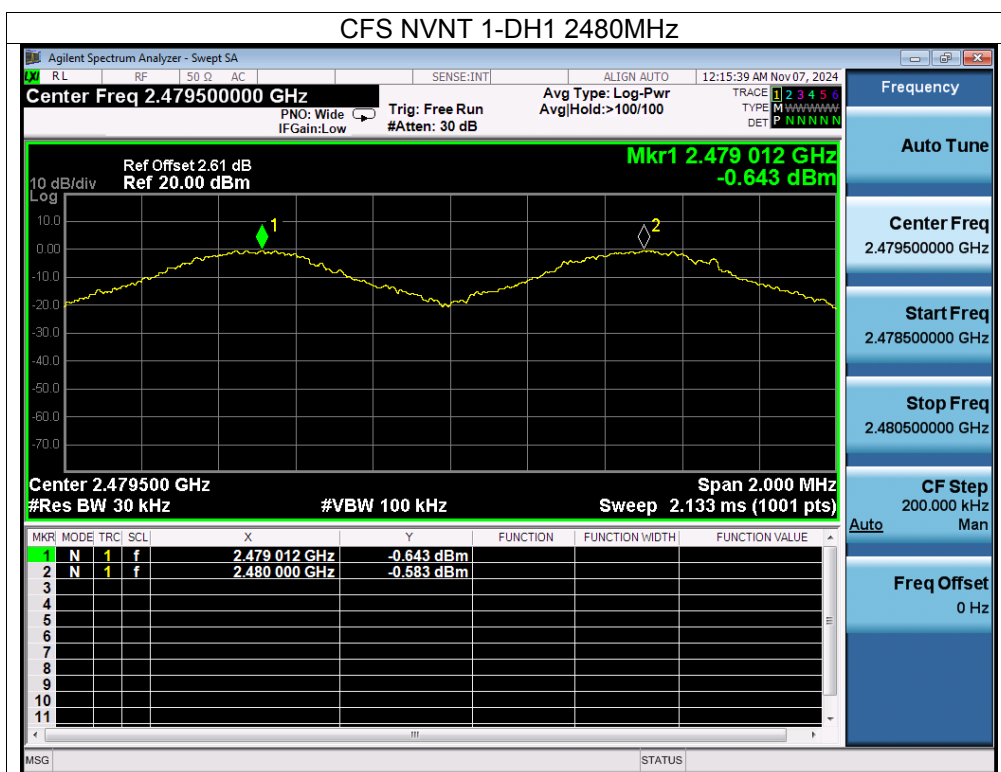 CFS NVNT 1-DH1 2480MHz
Agilent Spectrum Analyzer - Swept SA
LXI RL RF 50 Ω AC SENSE:INT ALIGN AUTO 12:15:39 AM Nov 07, 2024
Center Freq 2.479500000 GHz
PNO: Wide
IFGain:Low
Trig: Free Run
#Atten: 30 dB
Avg Type: Log-Pwr
Avg|Hold:>100/100
TRACE 1 2 3 4 5 6
TYPE M WWWWW
DET P N N N N N
Mkr1 2.479 012 GHz
-0.643 dBm
Ref Offset 2.61 dB
10 dB/div Ref 20.00 dBm
Log
10.0
0.00
-10.0
-20.0
-30.0
-40.0
-50.0
-60.0
-70.0
1
2
Center 2.479500 GHz Span 2.000 MHz
#Res BW 30 kHz #VBW 100 kHz Sweep 2.133 ms (1001 pts)
MKR MODE TRC SCL X Y FUNCTION FUNCTION WIDTH FUNCTION VALUE
1 N 1 f 2.479 012 GHz -0.643 dBm
2 N 1 f 2.480 000 GHz -0.583 dBm
3
4
5
6
7
8
9
10
11
MSG STATUS
Frequency
Auto Tune
Center Freq
2.479500000 GHz
Start Freq
2.478500000 GHz
Stop Freq
2.480500000 GHz
CF Step
200.000 kHz
Auto Man
Freq Offset
0 Hz